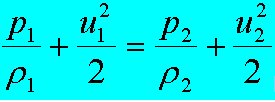 p₁/ρ₁ + u₁²/2 = p₂/ρ₂ + u₂²/2